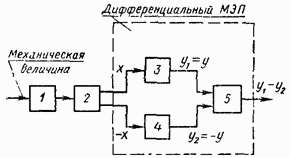 Дифференциальный МЭП
Механическая
величина
x
3
y₁=y
1
2
5
y₁-y₂
-x
4
y₂=-y